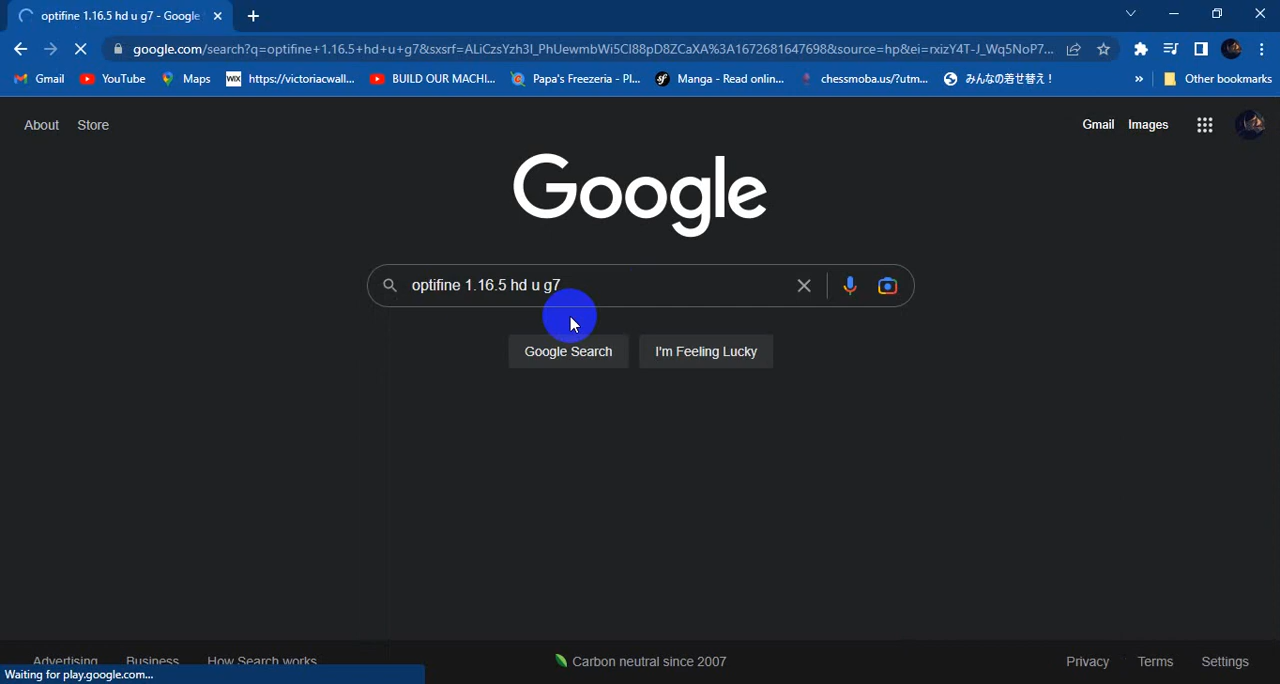 optifine 1.16.5 hd u g7 - Google
google.com/search?q=optifine+1.16.5+hd+u+g7&sxsrf=ALiCzsYzh3l_PhUewmbWi5Cl88pD8ZCaXA%3A1672681647698&source=hp&ei=rxizY4T-J_Wq5NoP7...
Gmail YouTube Maps WIX https://victoriacwall... BUILD OUR MACHI... Papa's Freezeria - Pl... Manga - Read onlin... chessmoba.us/?utm... みんなの着せ替え! » Other bookmarks
About Store Gmail Images
Google
optifine 1.16.5 hd u g7
Google Search I'm Feeling Lucky
Advertising Business How Search works Carbon neutral since 2007 Privacy Terms Settings
Waiting for play.google.com...